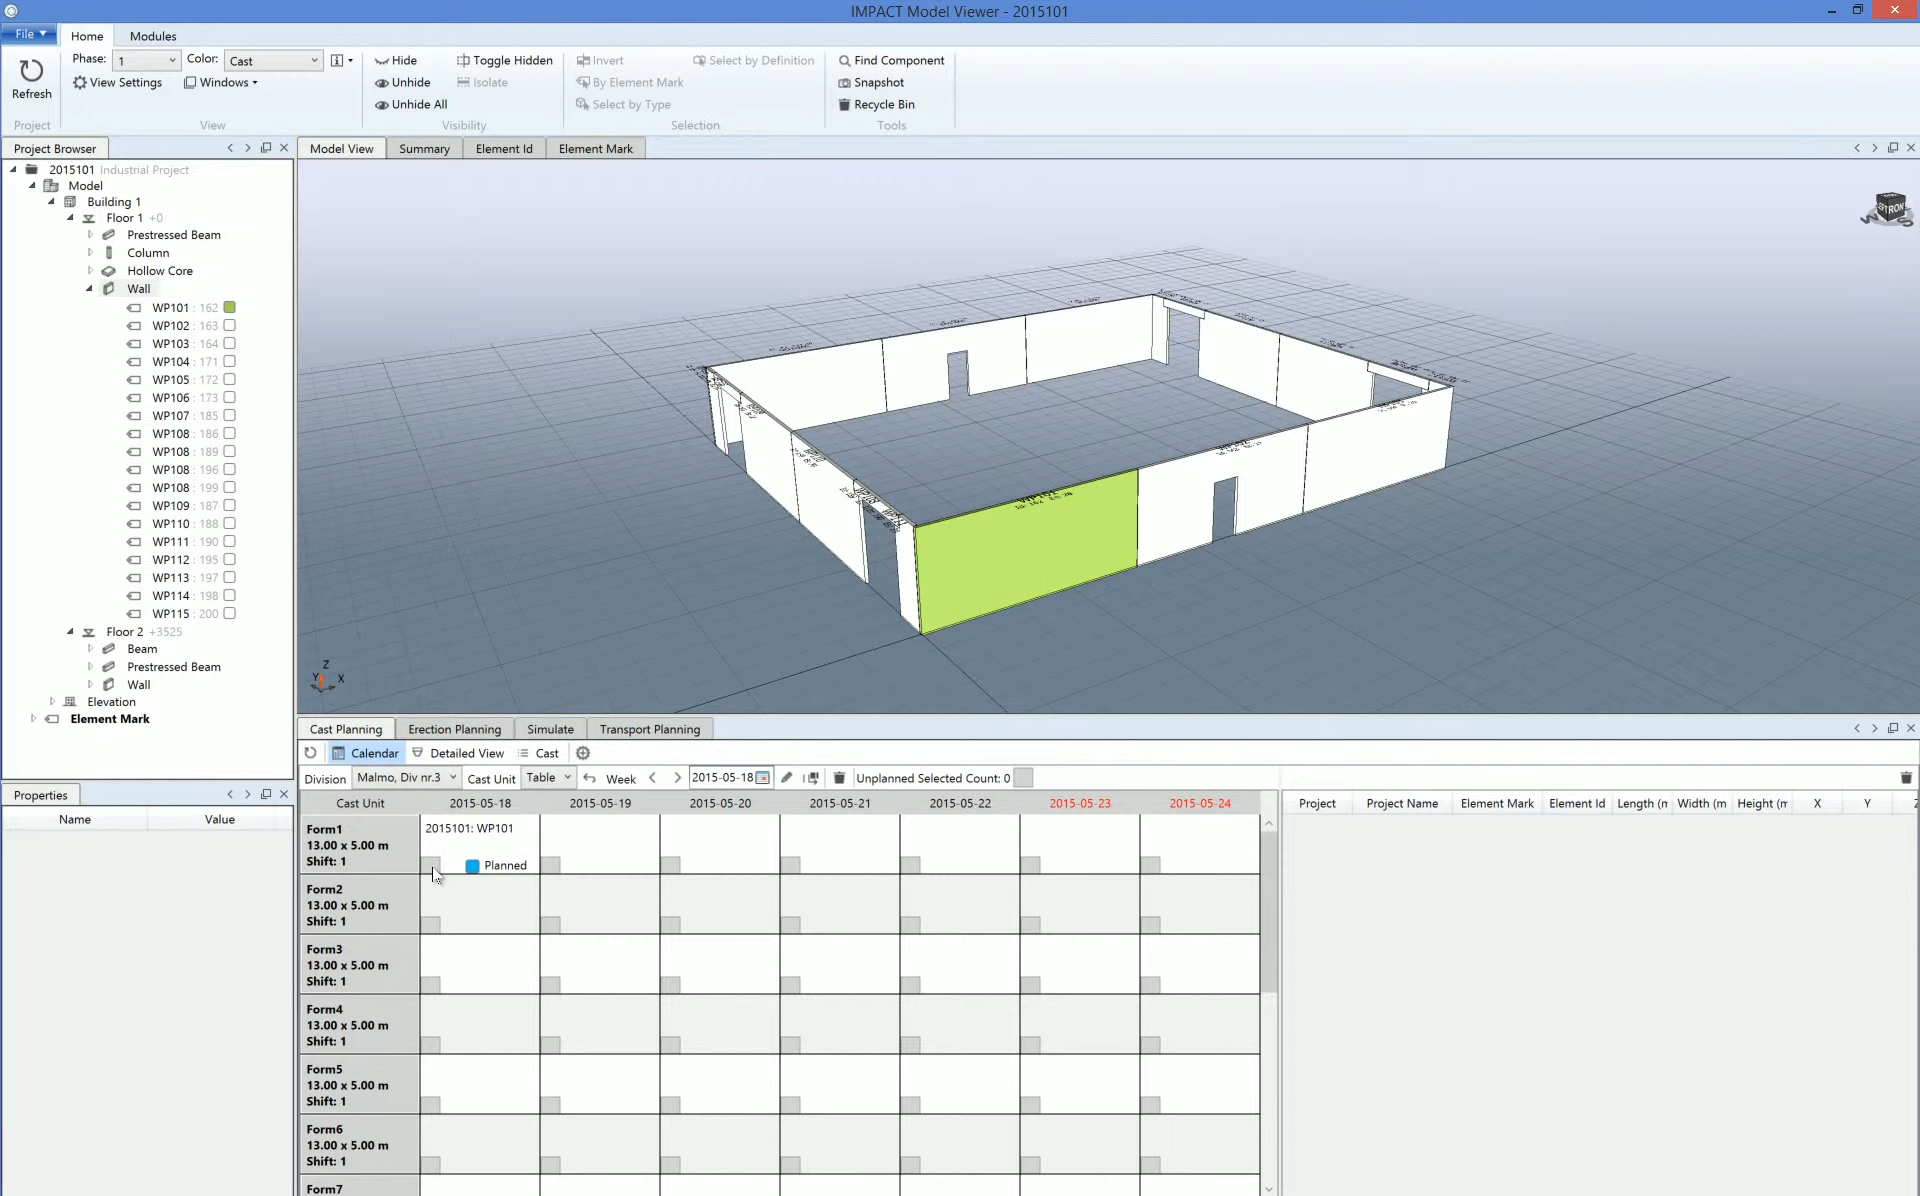 IMPACT Model Viewer - 2015101
File
Home
Modules
Refresh
Project
Phase: 1
Color: Cast
View Settings
Windows
View
Hide
Unhide
Unhide All
Toggle Hidden
Isolate
Visibility
Invert
By Element Mark
Select by Type
Select by Definition
Selection
Find Component
Snapshot
Recycle Bin
Tools
Project Browser
2015101 Industrial Project
Model
Building 1
Floor 1 +0
Prestressed Beam
Column
Hollow Core
Wall
WP101 : 162
WP102 : 163
WP103 : 164
WP104 : 171
WP105 : 172
WP106 : 173
WP107 : 185
WP108 : 186
WP108 : 189
WP108 : 196
WP108 : 199
WP109 : 187
WP110 : 188
WP111 : 190
WP112 : 195
WP113 : 197
WP114 : 198
WP115 : 200
Floor 2 +3525
Beam
Prestressed Beam
Wall
Elevation
Element Mark
Properties
Name Value
Model View
Summary
Element Id
Element Mark
WP101
Z
Y X
W S
Cast Planning
Erection Planning
Simulate
Transport Planning
Calendar
Detailed View
Cast
Division Malmo, Div nr.3 Cast Unit Table Week 2015-05-18 Unplanned Selected Count: 0
Cast Unit 2015-05-18 2015-05-19 2015-05-20 2015-05-21 2015-05-22 2015-05-23 2015-05-24
Form1
13.00 x 5.00 m
Shift: 1
2015101: WP101
Planned
Form2
13.00 x 5.00 m
Shift: 1
Form3
13.00 x 5.00 m
Shift: 1
Form4
13.00 x 5.00 m
Shift: 1
Form5
13.00 x 5.00 m
Shift: 1
Form6
13.00 x 5.00 m
Shift: 1
Form7
Project Project Name Element Mark Element Id Length (m Width (m Height (m X Y Z